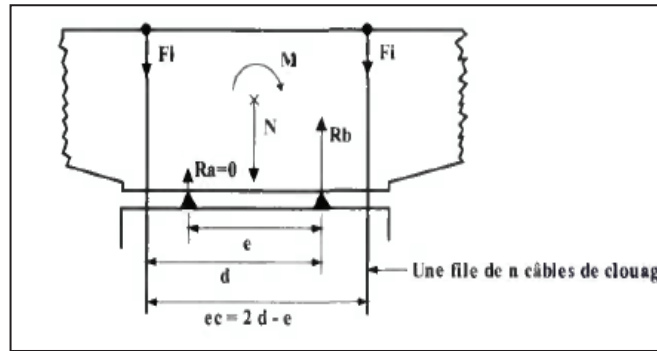 Fi
Fi
M
N
Rb
Ra=0
e
d
Une file de n câbles de clouag
ec = 2 d - e